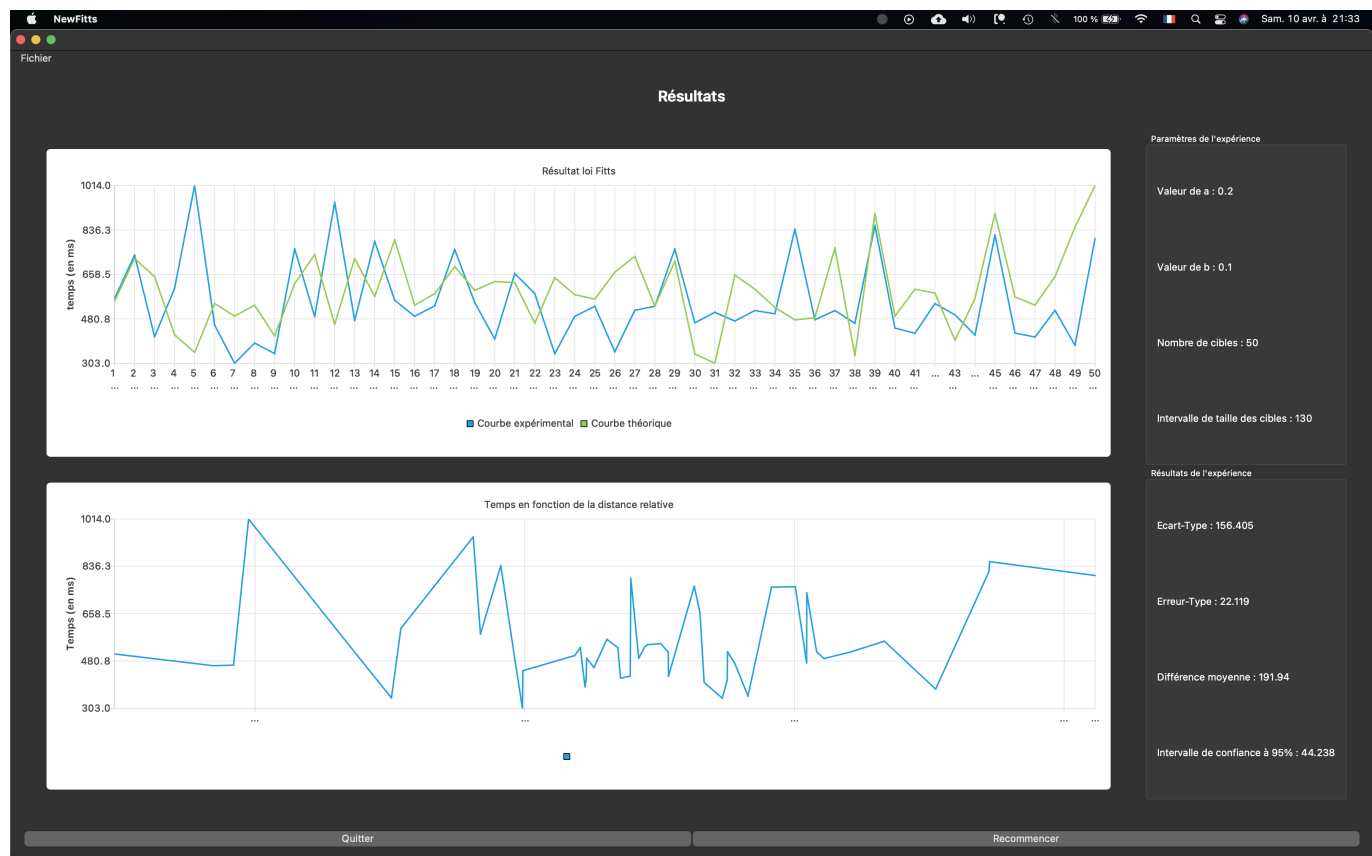 NewFitts 100 % Sam. 10 avr. à 21:33
Fichier
Résultats
Résultat loi Fitts
temps (en ms)
1014.0
836.3
658.5
480.8
303.0
1 2 3 4 5 6 7 8 9 10 11 12 13 14 15 16 17 18 19 20 21 22 23 24 25 26 27 28 29 30 31 32 33 34 35 36 37 38 39 40 41 ... 43 ... 45 46 47 48 49 50
... ... ... ... ... ... ... ... ... ... ... ... ... ... ... ... ... ... ... ... ... ... ... ... ... ... ... ... ... ... ... ... ... ... ... ... ... ... ... ... ... ... ... ... ... ... ... ...
Courbe expérimental Courbe théorique
Temps en fonction de la distance relative
Temps (en ms)
1014.0
836.3
658.5
480.8
303.0
... ... ... ... ...
Paramètres de l'expérience
Valeur de a : 0.2
Valeur de b : 0.1
Nombre de cibles : 50
Intervalle de taille des cibles : 130
Résultats de l'expérience
Ecart-Type : 156.405
Erreur-Type : 22.119
Différence moyenne : 191.94
Intervalle de confiance à 95% : 44.238
Quitter
Recommencer